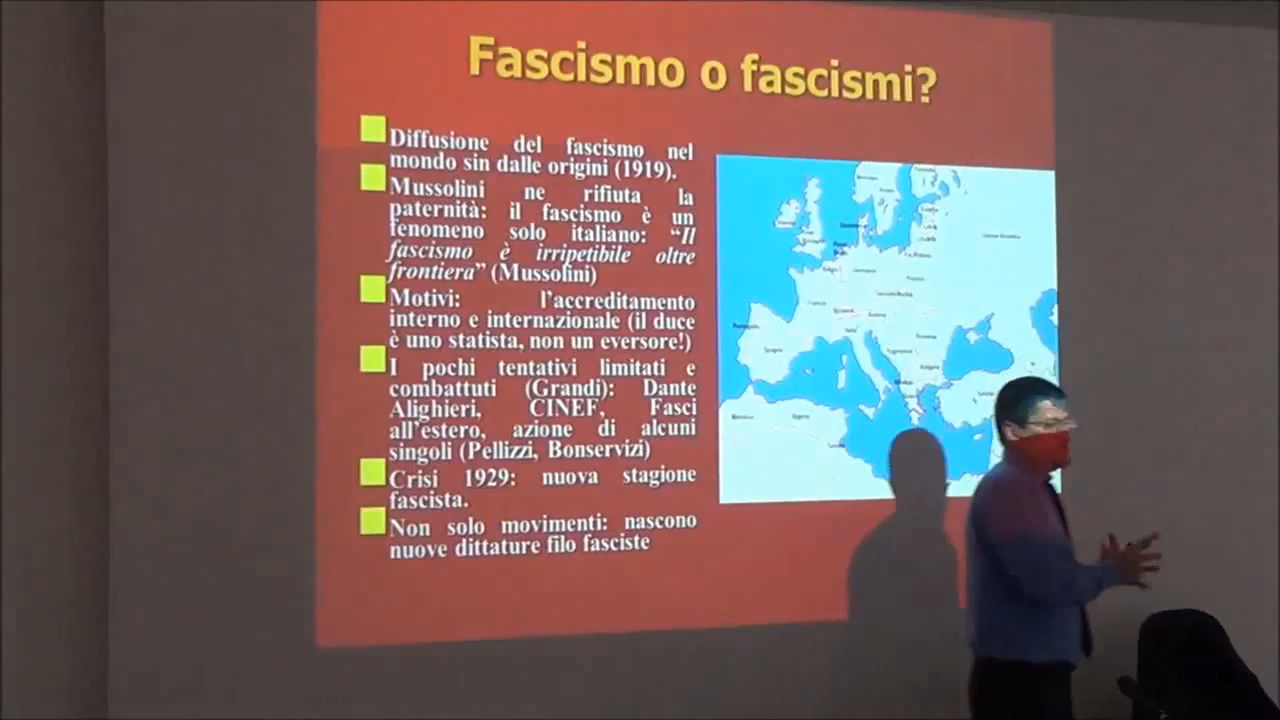 Fascismo o fascismi?
Diffusione del fascismo nel
mondo sin dalle origini (1919).
Mussolini ne rifiuta la
paternità: il fascismo è un
fenomeno solo italiano: “Il
fascismo è irripetibile oltre
frontiera” (Mussolini)
Motivi: l’accreditamento
interno e internazionale (il duce
è uno statista, non un eversore!)
I pochi tentativi limitati e
combattuti (Grandi): Dante
Alighieri, CINEF, Fasci
all’estero, azione di alcuni
singoli (Pellizzi, Bonservizi)
Crisi 1929: nuova stagione
fascista.
Non solo movimenti: nascono
nuove dittature filo fasciste